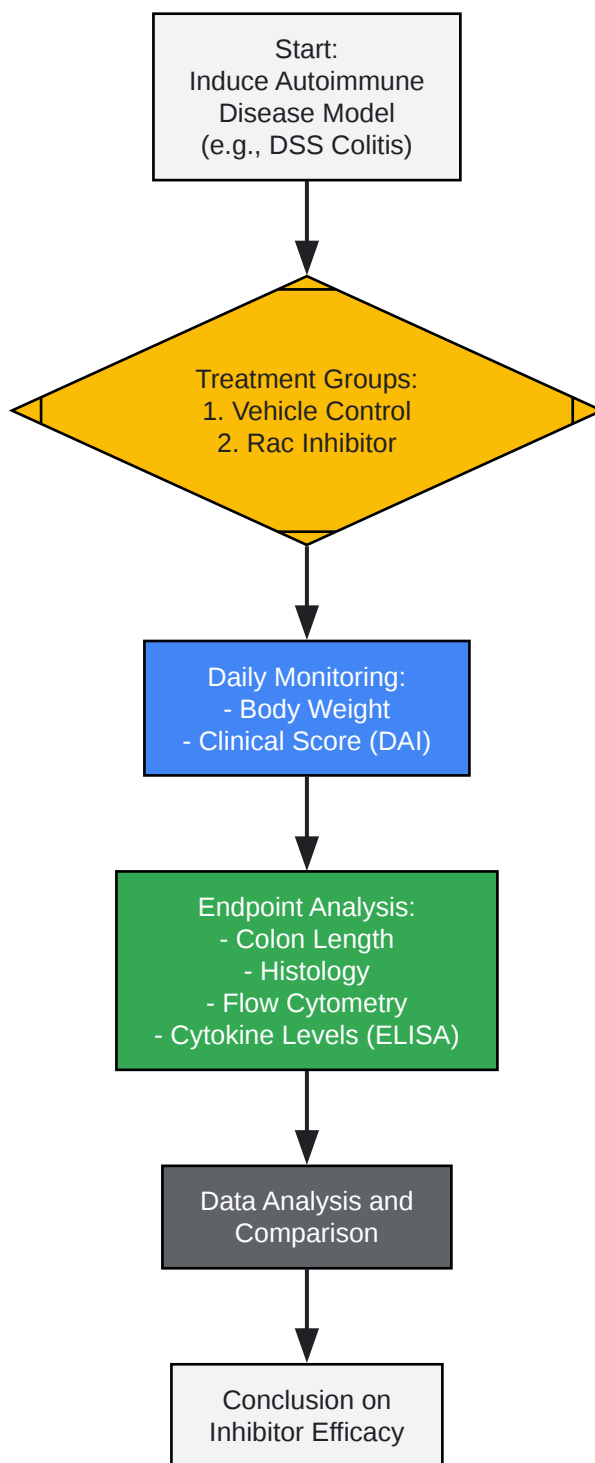 Start:
Induce Autoimmune
Disease Model
(e.g., DSS Colitis)
Treatment Groups:
1. Vehicle Control
2. Rac Inhibitor
Daily Monitoring:
- Body Weight
- Clinical Score (DAI)
Endpoint Analysis:
- Colon Length
- Histology
- Flow Cytometry
- Cytokine Levels (ELISA)
Data Analysis and
Comparison
Conclusion on
Inhibitor Efficacy